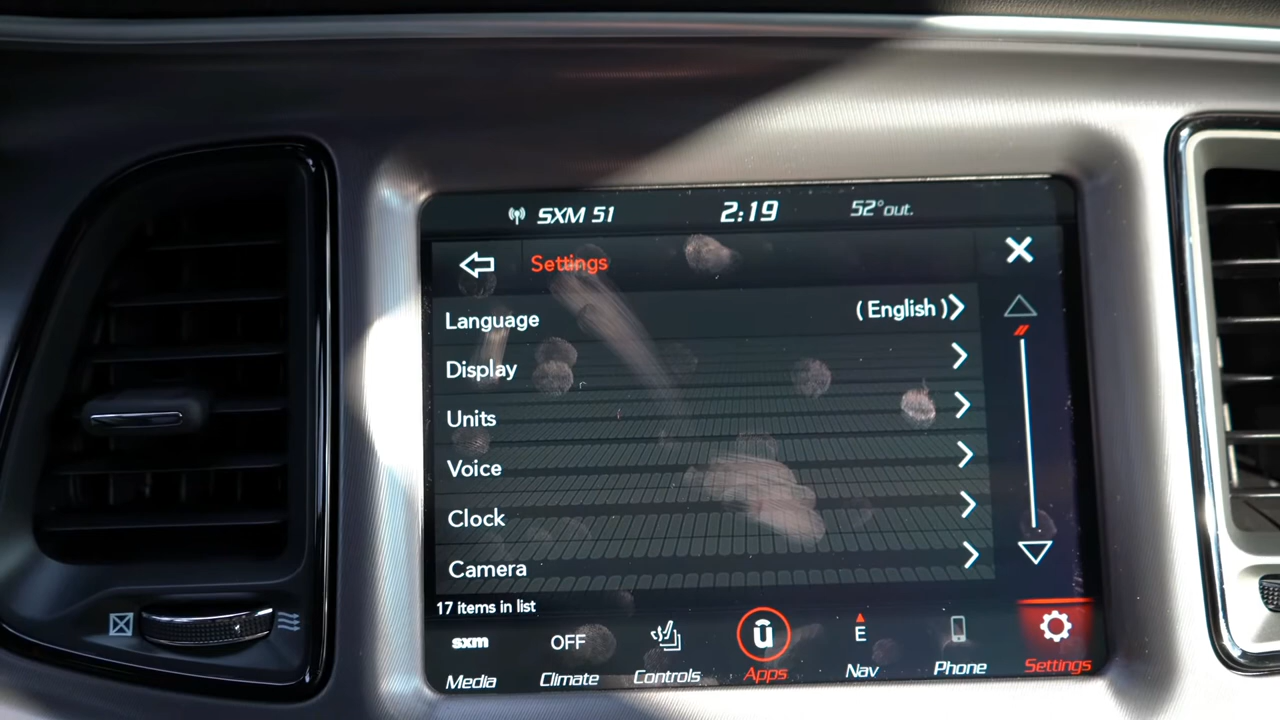 SXM 51 2:19 52° out.
Settings
Language (English)
Display
Units
Voice
Clock
Camera
17 items in list
sxm OFF û E
Media Climate Controls Apps Nav Phone Settings